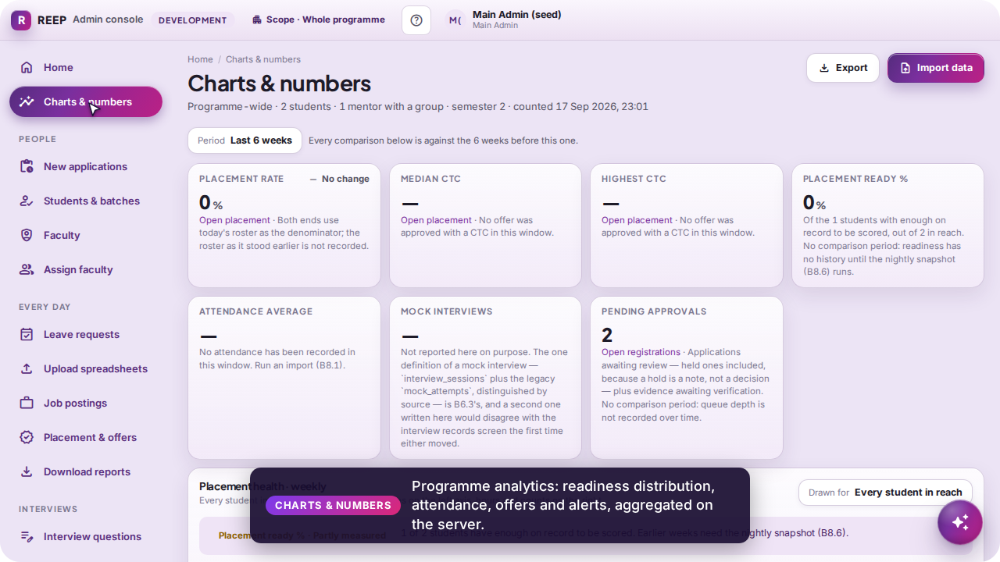 R REEP Admin console DEVELOPMENT Scope · Whole programme M( Main Admin (seed)
Main Admin
Home
Charts & numbers
PEOPLE
New applications
Students & batches
Faculty
Assign faculty
EVERY DAY
Leave requests
Upload spreadsheets
Job postings
Placement & offers
Download reports
INTERVIEWS
Interview questions
Home / Charts & numbers
Charts & numbers
Programme-wide · 2 students · 1 mentor with a group · semester 2 · counted 17 Sep 2026, 23:01
Export
Import data
Period Last 6 weeks Every comparison below is against the 6 weeks before this one.
PLACEMENT RATE — No change
0%
Open placement · Both ends use
today's roster as the denominator; the
roster as it stood earlier is not recorded.
MEDIAN CTC
—
Open placement · No offer was
approved with a CTC in this window.
HIGHEST CTC
—
Open placement · No offer was
approved with a CTC in this window.
PLACEMENT READY %
0%
Of the 1 students with enough on
record to be scored, out of 2 in reach.
No comparison period: readiness has
no history until the nightly snapshot
(B8.6) runs.
ATTENDANCE AVERAGE
—
No attendance has been recorded in
this window. Run an import (B8.1).
MOCK INTERVIEWS
—
Not reported here on purpose. The one
definition of a mock interview —
`interview_sessions` plus the legacy
`mock_attempts`, distinguished by
source — is B6.3's, and a second one
written here would disagree with the
interview records screen the first time
either moved.
PENDING APPROVALS
2
Open registrations · Applications
awaiting review — held ones included,
because a hold is a note, not a decision
— plus evidence awaiting verification.
No comparison period: queue depth is
not recorded over time.
Placement health · weekly
Every student
Drawn for Every student in reach
Placement ready % · Partly measured 1 of 2 students have enough on record to be scored. Earlier weeks need the nightly snapshot (B8.6).
CHARTS & NUMBERS
Programme analytics: readiness distribution,
attendance, offers and alerts, aggregated on
the server.